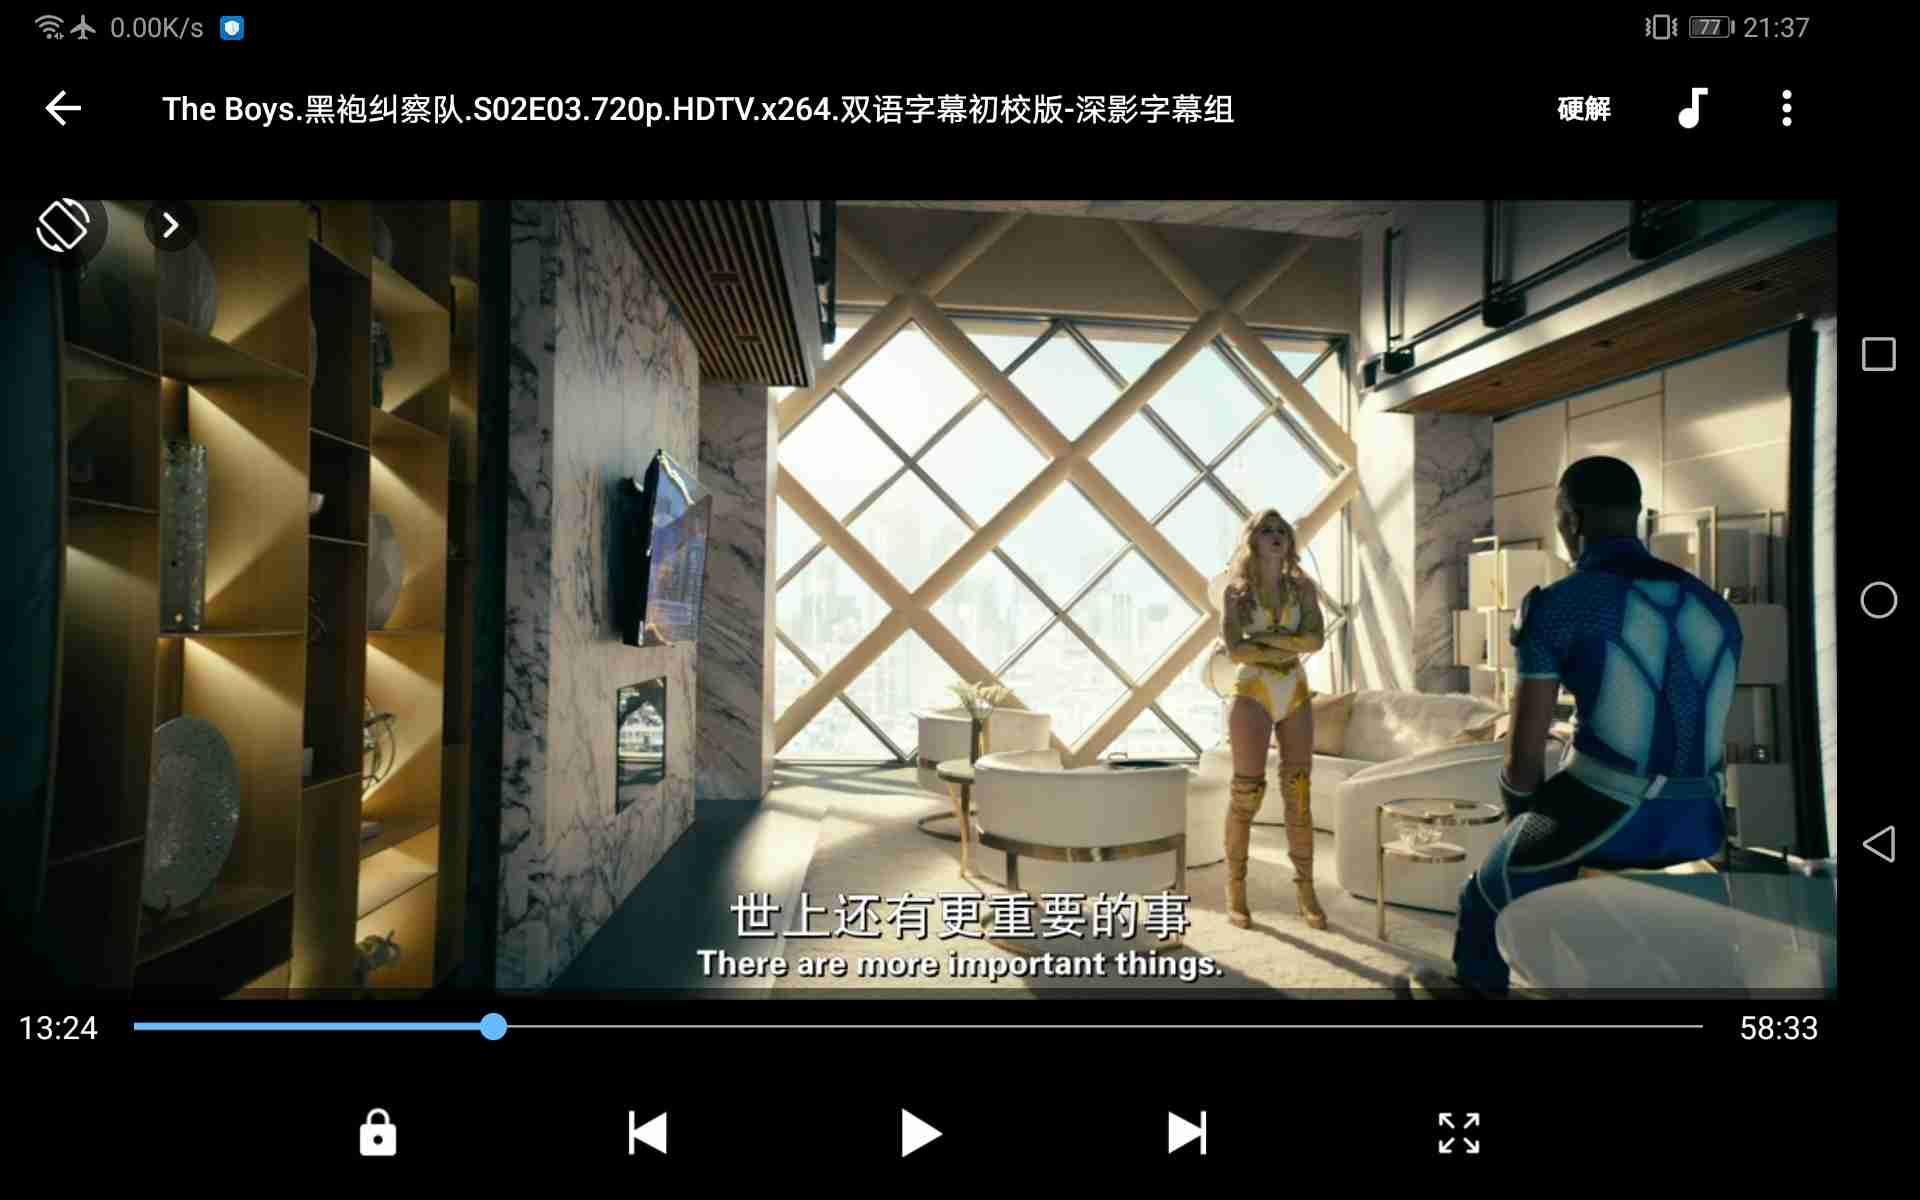 0.00K/s
77
21:37
The Boys.黑袍纠察队.S02E03.720p.HDTV.x264.双语字幕初校版-深影字幕组
硬解
世上还有更重要的事
There are more important things.
13:24
58:33